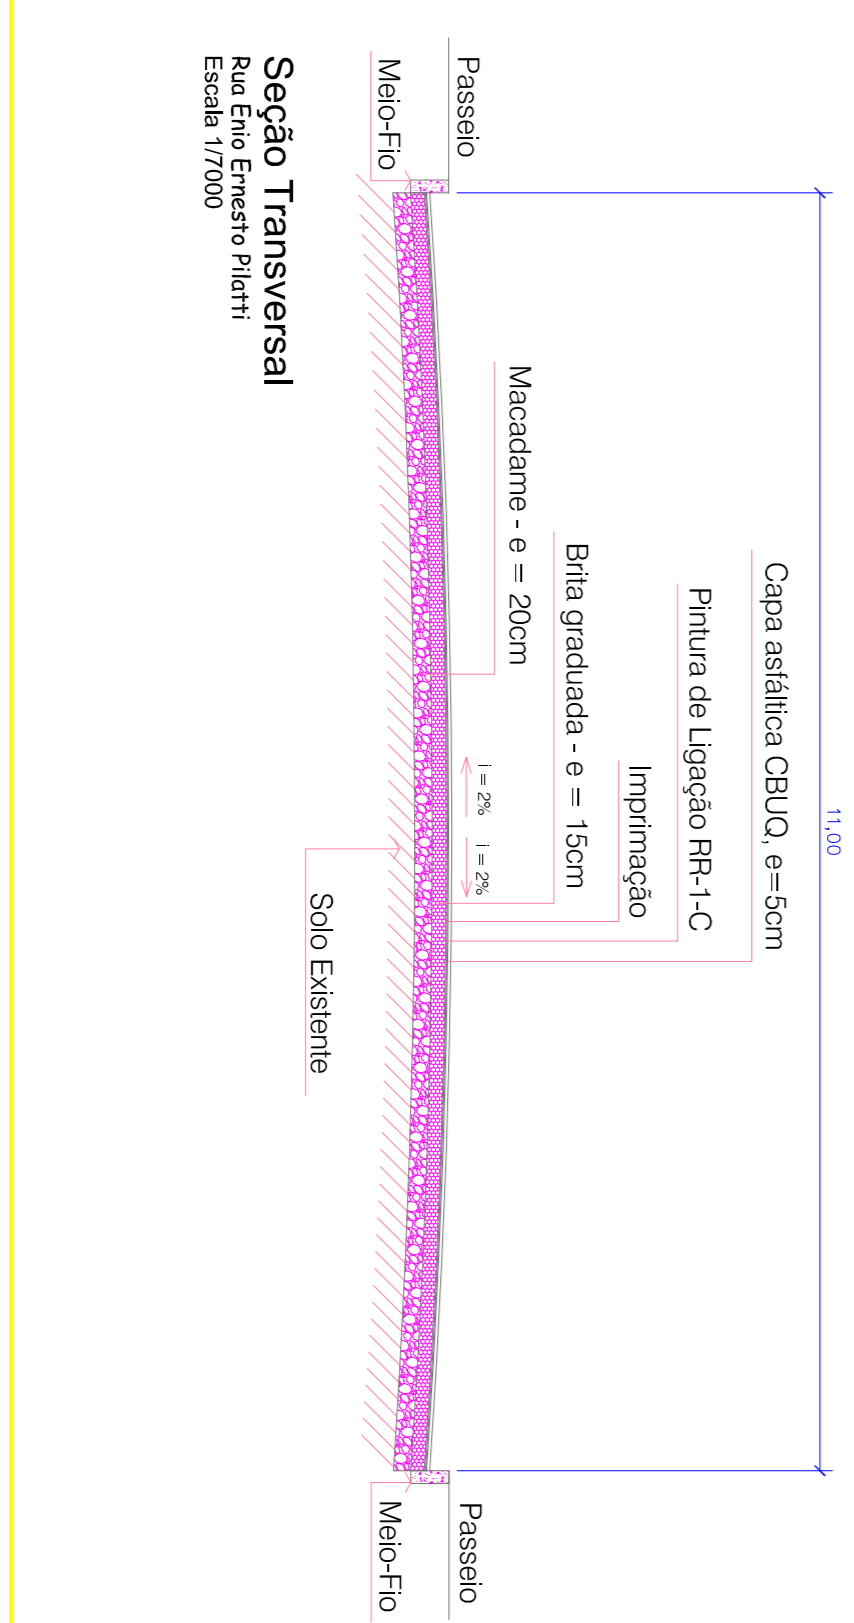 11,00
Capa asfáltica CBUQ, e=5cm
Pintura de Ligação RR-1-C
Imprimação
Brita graduada - e = 15cm
Macadame - e = 20cm
i = 2%
i = 2%
Passeio
Passeio
Meio-Fio
Meio-Fio
Solo Existente
Seção Transversal
Rua Enio Ernesto Pilatti
Escala 1/7000